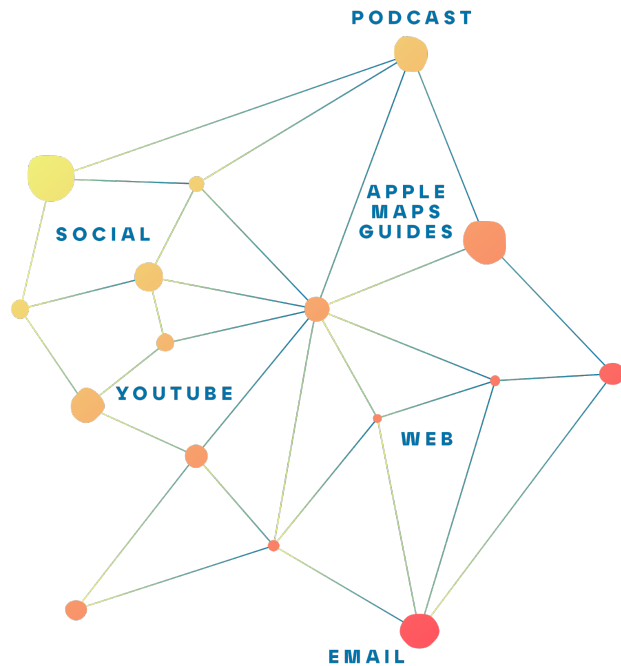 PODCAST
APPLE
MAPS
GUIDES
SOCIAL
YOUTUBE
WEB
EMAIL